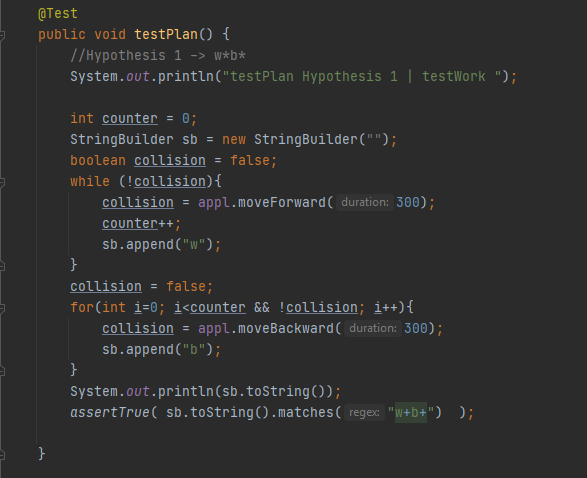 @Test
public void testPlan() {
//Hypothesis 1 -> w*b*
System.out.println("testPlan Hypothesis 1 | testWork ");
int counter = 0;
StringBuilder sb = new StringBuilder("");
boolean collision = false;
while (!collision){
collision = appl.moveForward( duration: 300);
counter++;
sb.append("w");
}
collision = false;
for(int i=0; i<counter && !collision; i++){
collision = appl.moveBackward( duration: 300);
sb.append("b");
}
System.out.println(sb.toString());
assertTrue( sb.toString().matches( regex: "w+b+")  );
}